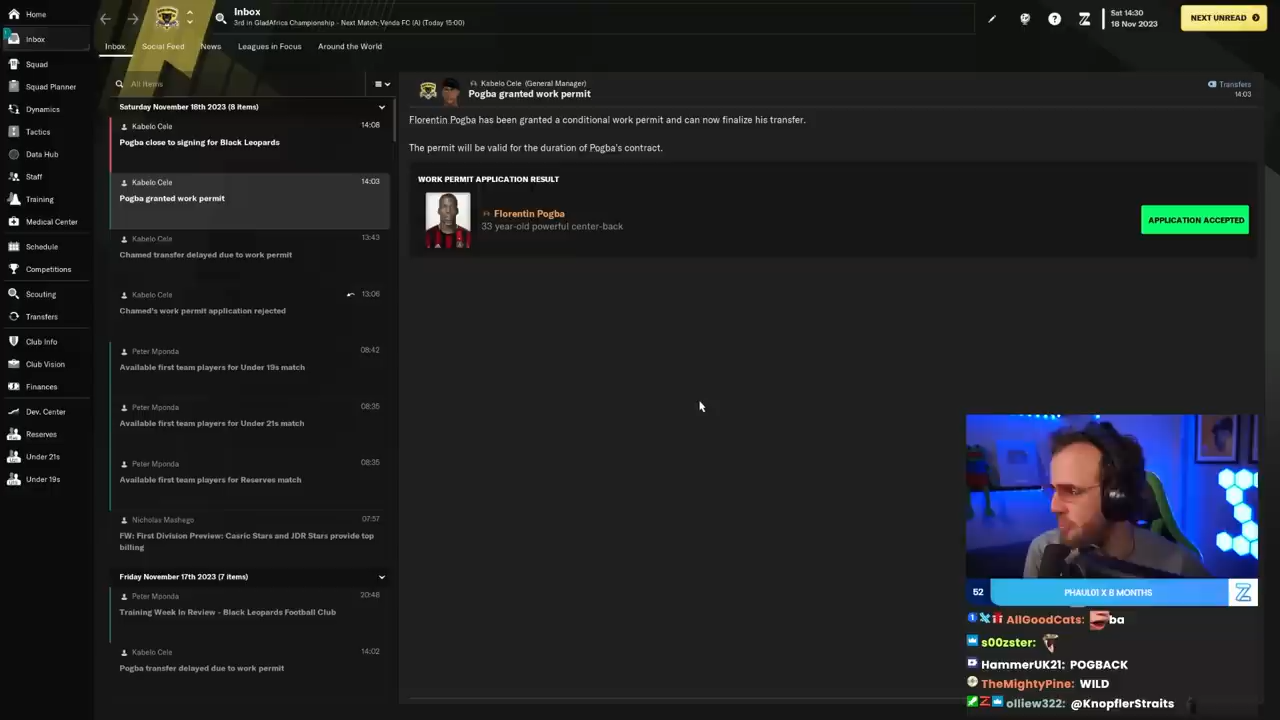 Home
Inbox
Squad
Squad Planner
Dynamics
Tactics
Data Hub
Staff
Training
Medical Center
Schedule
Competitions
Scouting
Transfers
Club Info
Club Vision
Finances
Dev. Center
Reserves
Under 21s
Under 19s
Inbox
3rd in GladAfrica Championship - Next Match: Venda FC (A) (Today 15:00)
Sat 14:30
18 Nov 2023
NEXT UNREAD
Inbox Social Feed News Leagues in Focus Around the World
All Items
Saturday November 18th 2023 (8 items)
Kabelo Cele 14:08
Pogba close to signing for Black Leopards
Kabelo Cele 14:03
Pogba granted work permit
Kabelo Cele 13:43
Chamed transfer delayed due to work permit
Kabelo Cele 13:06
Chamed's work permit application rejected
Peter Mponda 08:42
Available first team players for Under 19s match
Peter Mponda 08:35
Available first team players for Under 21s match
Peter Mponda 08:35
Available first team players for Reserves match
Nicholas Mashego 07:57
FW: First Division Preview: Casric Stars and JDR Stars provide top
billing
Friday November 17th 2023 (7 items)
Peter Mponda 20:48
Training Week In Review - Black Leopards Football Club
Kabelo Cele 14:02
Pogba transfer delayed due to work permit
Kabelo Cele (General Manager)
Pogba granted work permit
Transfers
14:03
Florentin Pogba has been granted a conditional work permit and can now finalize his transfer.
The permit will be valid for the duration of Pogba's contract.
WORK PERMIT APPLICATION RESULT
Florentin Pogba
33 year-old powerful center-back
APPLICATION ACCEPTED
52 PHAUL01 X 8 MONTHS
AllGoodCats: ba
s00zster:
HammerUK21: POGBACK
TheMightyPine: WILD
olliew322: @KnopflerStraits